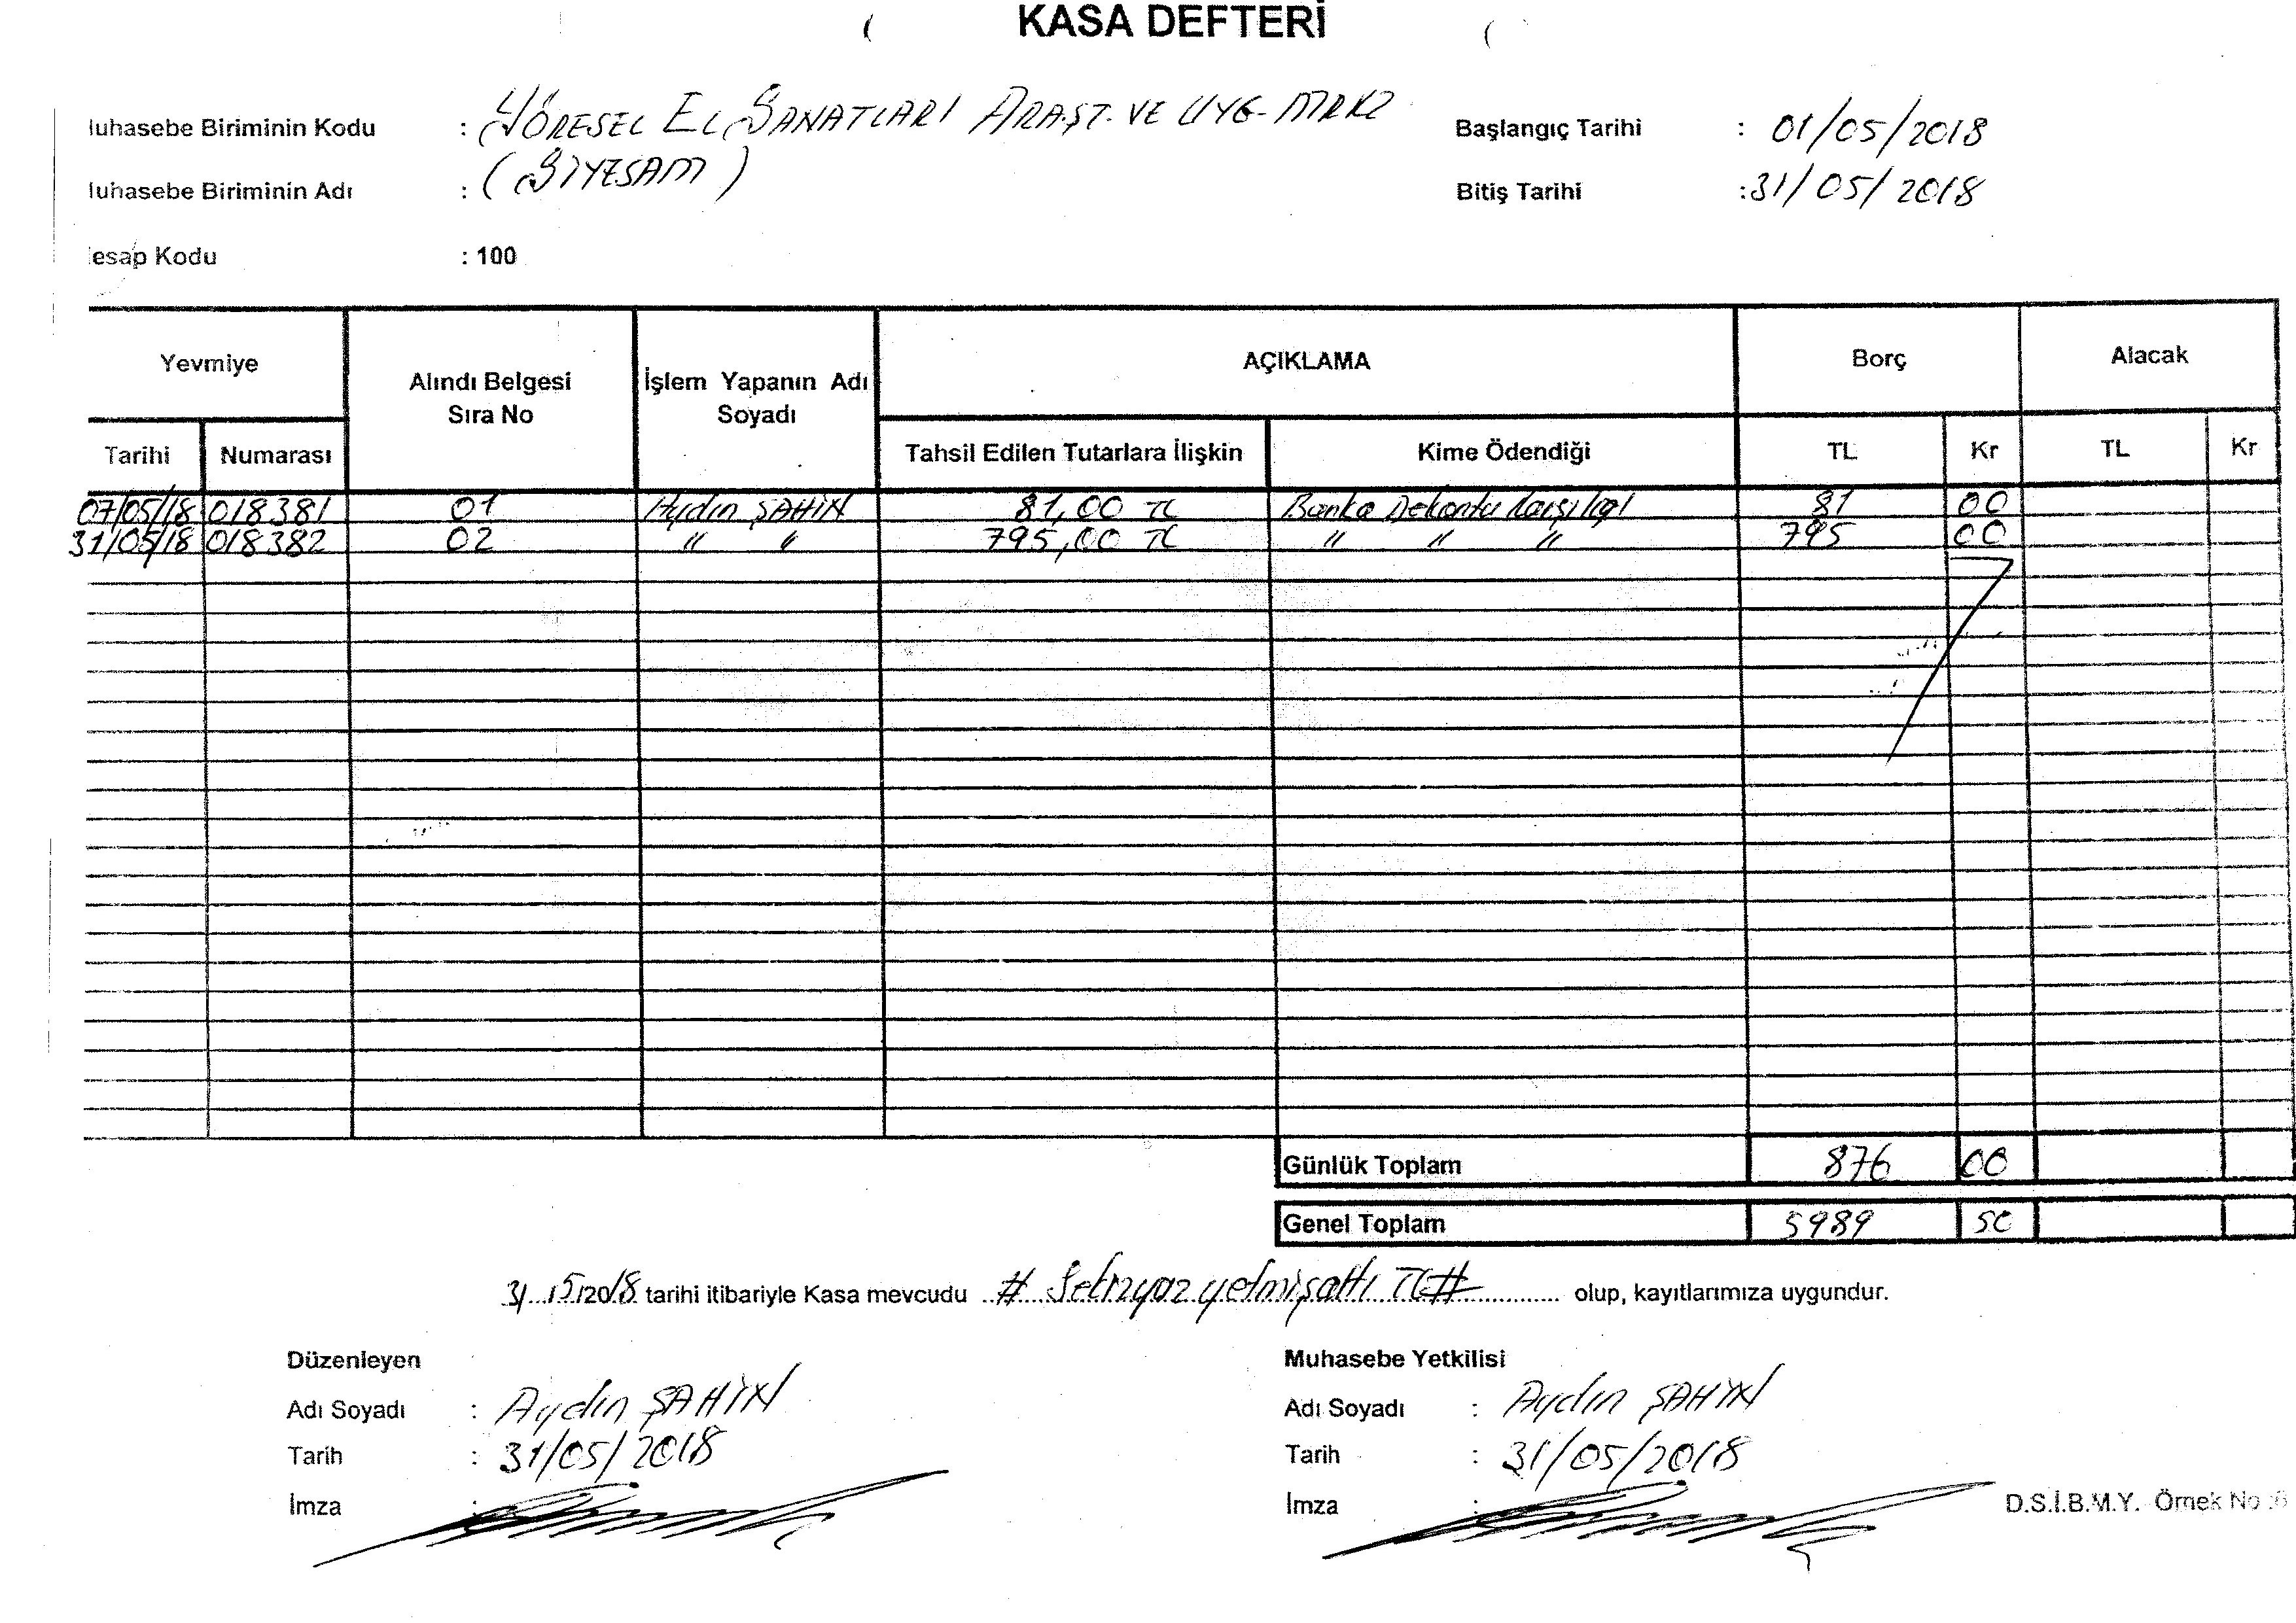 KASA DEFTERİ
luhasebe Biriminin Kodu : YÖRESEL EL SANATLARI ARAŞT. VE UYG. MRKZ
Başlangıç Tarihi : 01/05/2018
luhasebe Biriminin Adı : (SİYESAM)
Bitiş Tarihi : 31/05/2018
esap Kodu : 100
Yevmiye Alındı Belgesi Sıra No İşlem Yapanın Adı Soyadı AÇIKLAMA Borç Alacak
Tarihi Numarası Tahsil Edilen Tutarlara İlişkin Kime Ödendiği TL Kr TL Kr
07/05/18 018381 01 Aydın ŞAHİN 81,00 TL Banka Dekontu karşılığı 81 00
31/05/18 018382 02 " " 795,00 TL " " " 795 00
Günlük Toplam 876 00
Genel Toplam 5989 50
31/5/2018 tarihi itibariyle Kasa mevcudu # Sekizyüzyetmişaltı TL # olup, kayıtlarımıza uygundur.
Düzenleyen Muhasebe Yetkilisi
Adı Soyadı : Aydın ŞAHİN Adı Soyadı : Aydın ŞAHİN
Tarih : 31/05/2018 Tarih : 31/05/2018
İmza : İmza :
D.S.İ.B.M.Y. Örnek No :6